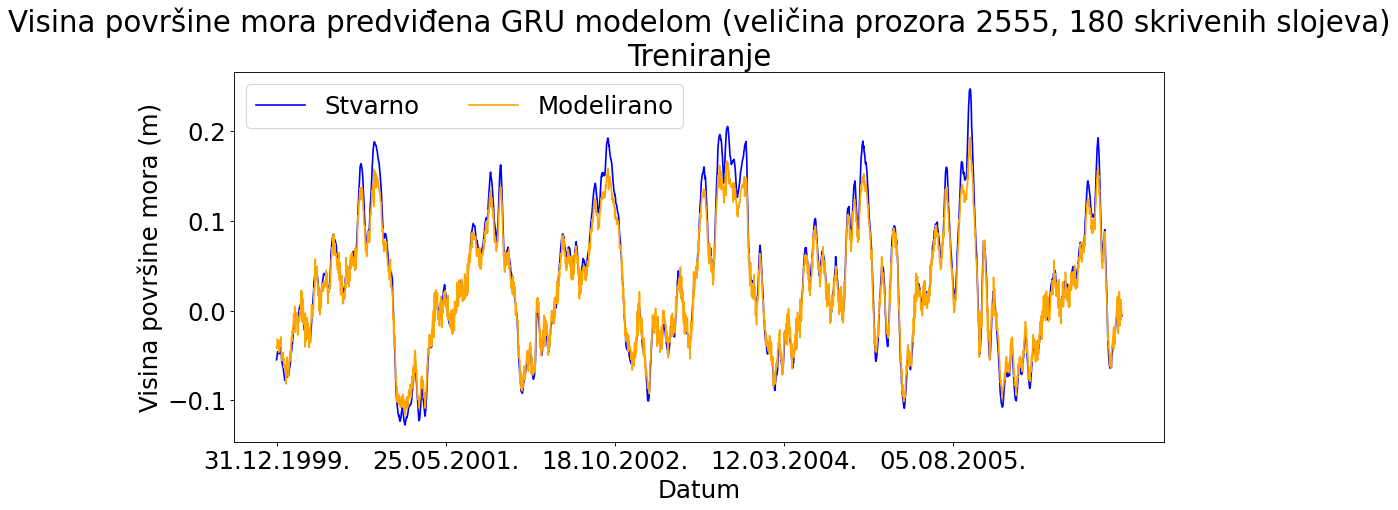 Visina površine mora predviđena GRU modelom (veličina prozora 2555, 180 skrivenih slojeva)
Treniranje
Stvarno
Modelirano
Visina površine mora (m)
0.2
0.1
0.0
−0.1
31.12.1999.
25.05.2001.
18.10.2002.
12.03.2004.
05.08.2005.
Datum